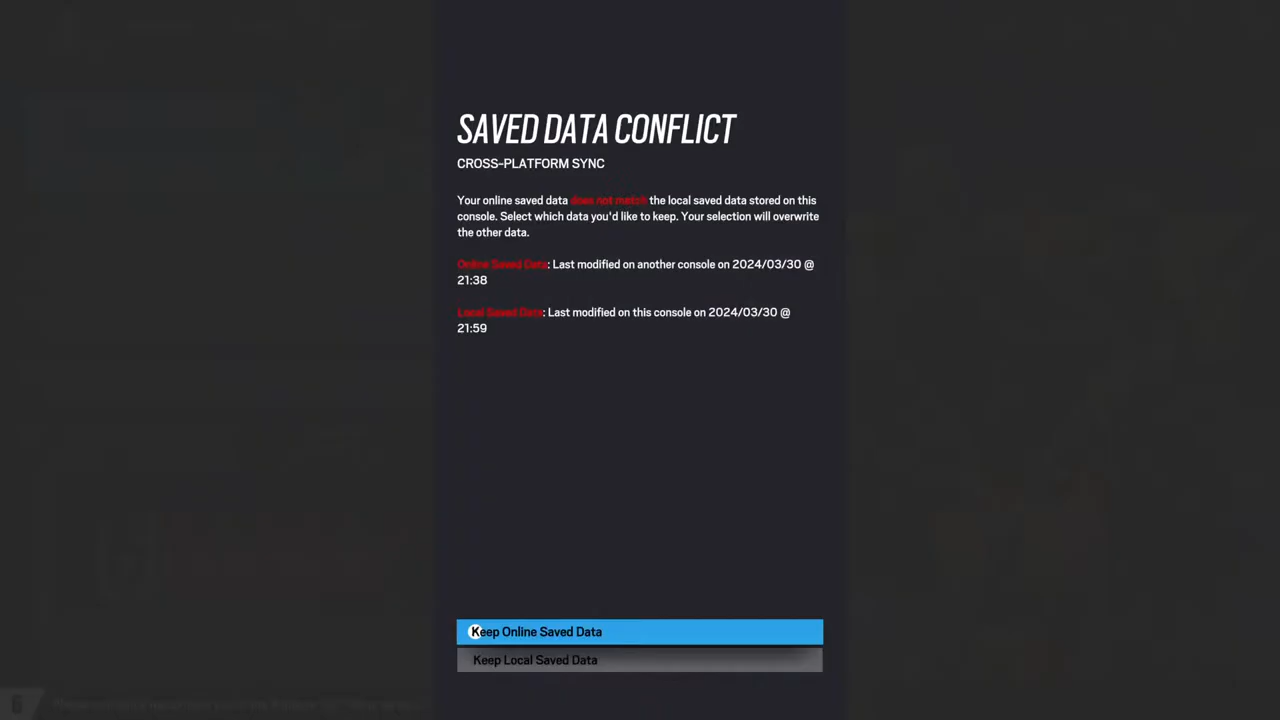 SAVED DATA CONFLICT
CROSS-PLATFORM SYNC
Your online saved data does not match the local saved data stored on this
console. Select which data you'd like to keep. Your selection will overwrite
the other data.
Online Saved Data: Last modified on another console on 2024/03/30 @
21:38
Local Saved Data: Last modified on this console on 2024/03/30 @
21:59
Keep Online Saved Data
Keep Local Saved Data